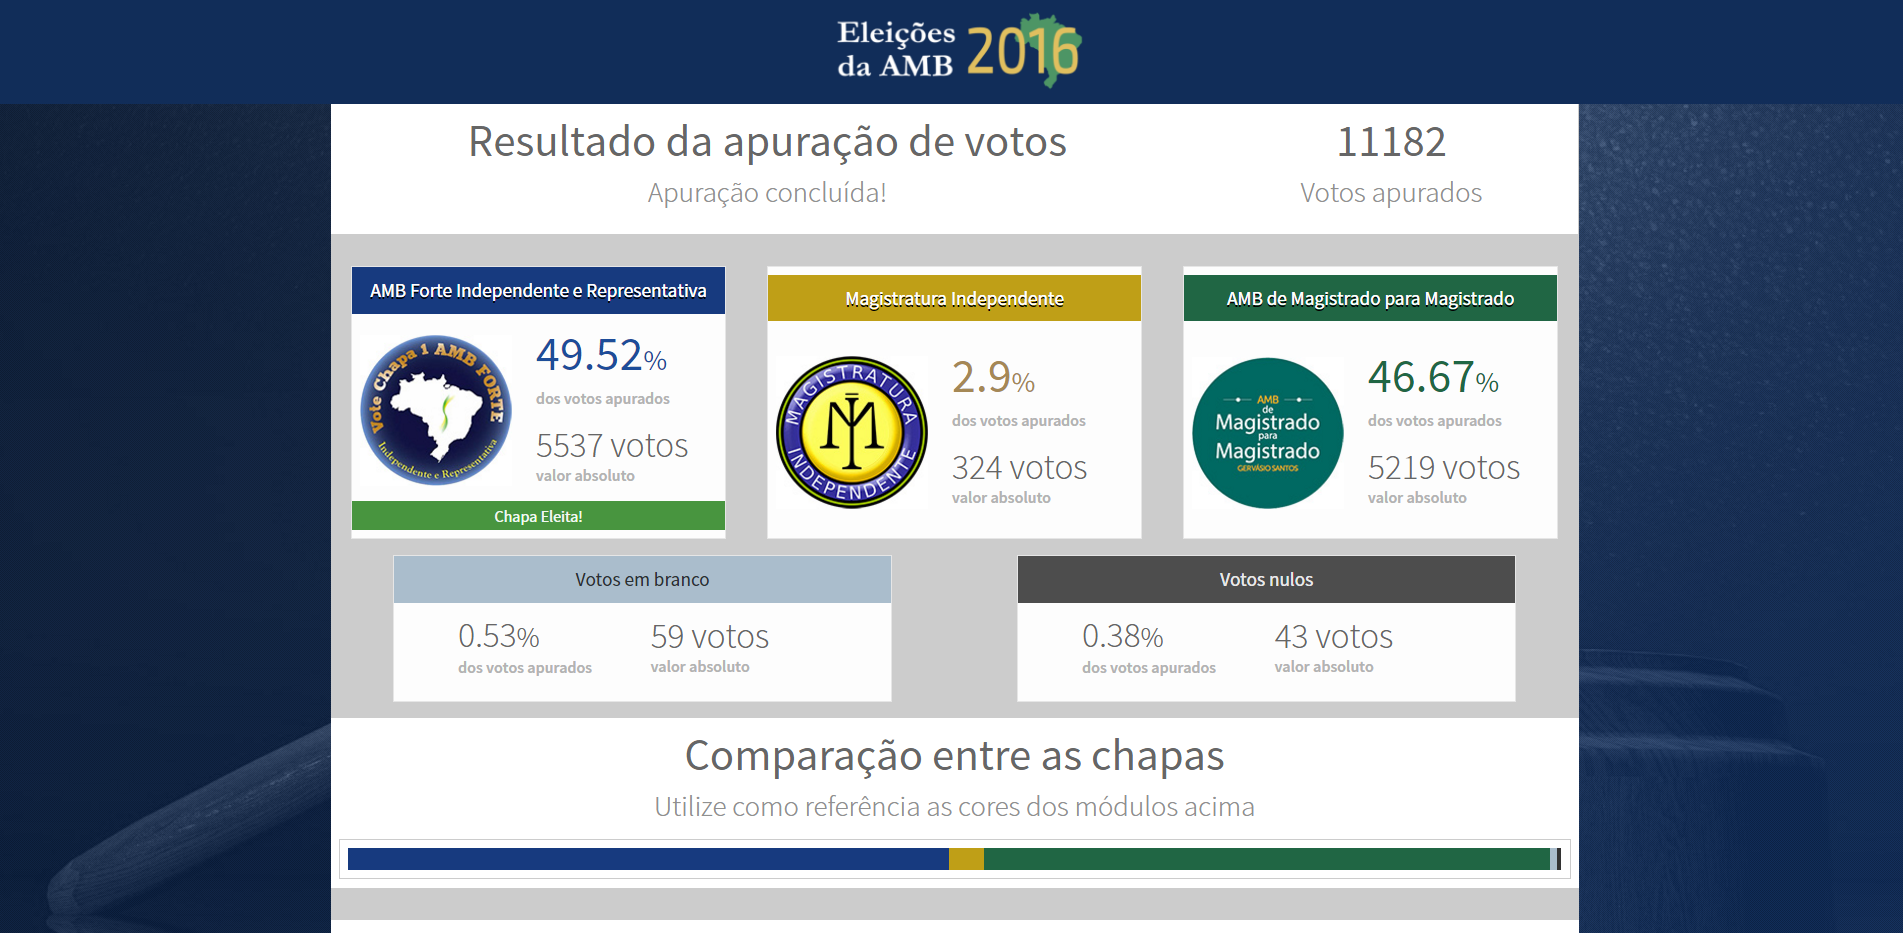 Eleições
da AMB 2016
Resultado da apuração de votos
Apuração concluída!
11182
Votos apurados
AMB Forte Independente e Representativa
Vote Chapa 1 AMB FORTE
Independente e Representativa
49.52%
dos votos apurados
5537 votos
valor absoluto
Chapa Eleita!
Magistratura Independente
MAGISTRATURA
MI
INDEPENDENTE
2.9%
dos votos apurados
324 votos
valor absoluto
AMB de Magistrado para Magistrado
AMB
de
Magistrado
para
Magistrado
GERVÁSIO SANTOS
46.67%
dos votos apurados
5219 votos
valor absoluto
Votos em branco
0.53%
dos votos apurados
59 votos
valor absoluto
Votos nulos
0.38%
dos votos apurados
43 votos
valor absoluto
Comparação entre as chapas
Utilize como referência as cores dos módulos acima